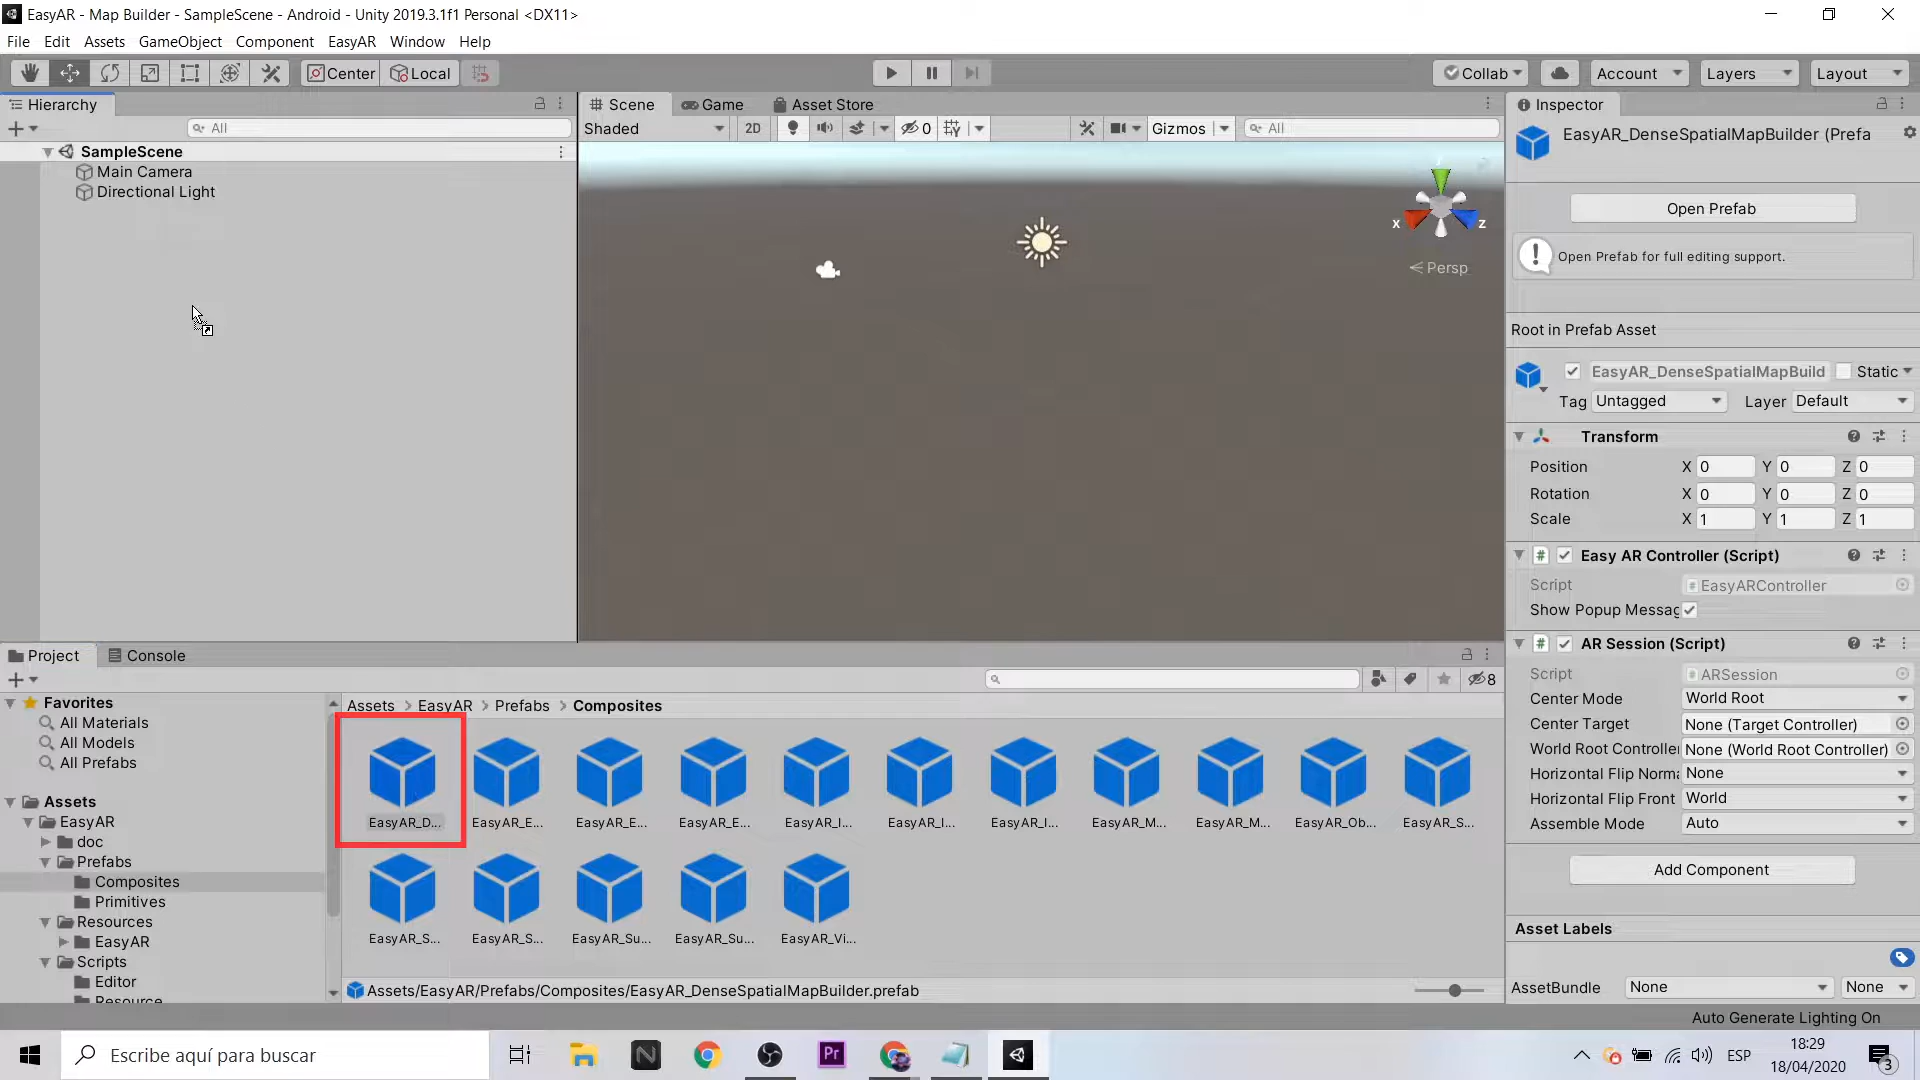 EasyAR - Map Builder - SampleScene - Android - Unity 2019.3.1f1 Personal <DX11>
File Edit Assets GameObject Component EasyAR Window Help
Center Local Collab Account Layers Layout
Hierarchy
All
SampleScene
Main Camera
Directional Light
Scene Game Asset Store
Shaded 2D 0 Gizmos All
x z
Persp
Inspector
EasyAR_DenseSpatialMapBuilder (Prefa
Open Prefab
Open Prefab for full editing support.
Root in Prefab Asset
EasyAR_DenseSpatialMapBuild Static
Tag Untagged Layer Default
Transform
Position X 0 Y 0 Z 0
Rotation X 0 Y 0 Z 0
Scale X 1 Y 1 Z 1
# Easy AR Controller (Script)
Script # EasyARController
Show Popup Messag
# AR Session (Script)
Script # ARSession
Center Mode World Root
Center Target None (Target Controller)
World Root Controlle None (World Root Controller)
Horizontal Flip Norma None
Horizontal Flip Front World
Assemble Mode Auto
Add Component
Asset Labels
AssetBundle None None
Project Console
8
Favorites
All Materials
All Models
All Prefabs
Assets
EasyAR
doc
Prefabs
Composites
Primitives
Resources
EasyAR
Scripts
Editor
Resource
Assets > EasyAR > Prefabs > Composites
EasyAR_D... EasyAR_E... EasyAR_E... EasyAR_E... EasyAR_I... EasyAR_I... EasyAR_I... EasyAR_M... EasyAR_M... EasyAR_Ob... EasyAR_S...
EasyAR_S... EasyAR_S... EasyAR_Su... EasyAR_Su... EasyAR_Vi...
Assets/EasyAR/Prefabs/Composites/EasyAR_DenseSpatialMapBuilder.prefab
Auto Generate Lighting On
Escribe aquí para buscar
N
Pr
ESP
18:29
18/04/2020
3